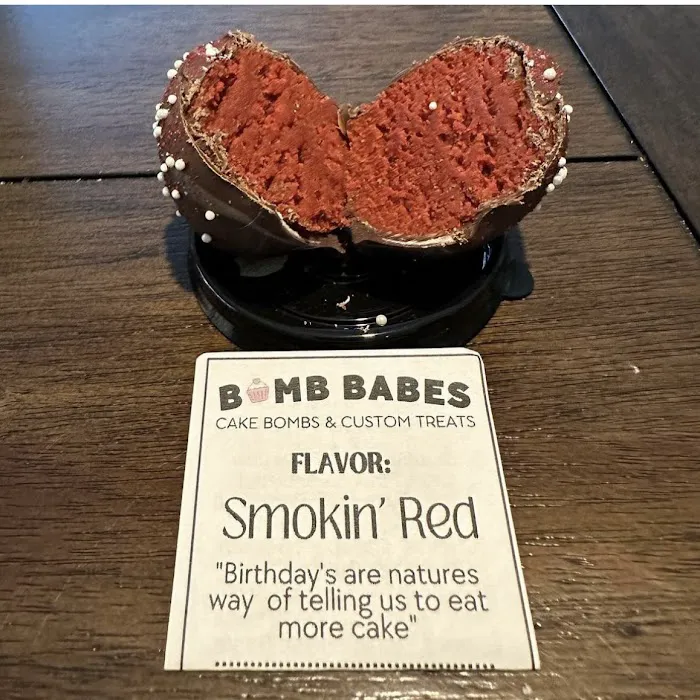 BOMB BABES
CAKE BOMBS & CUSTOM TREATS
FLAVOR:
Smokin' Red
"Birthday's are natures
way of telling us to eat
more cake"